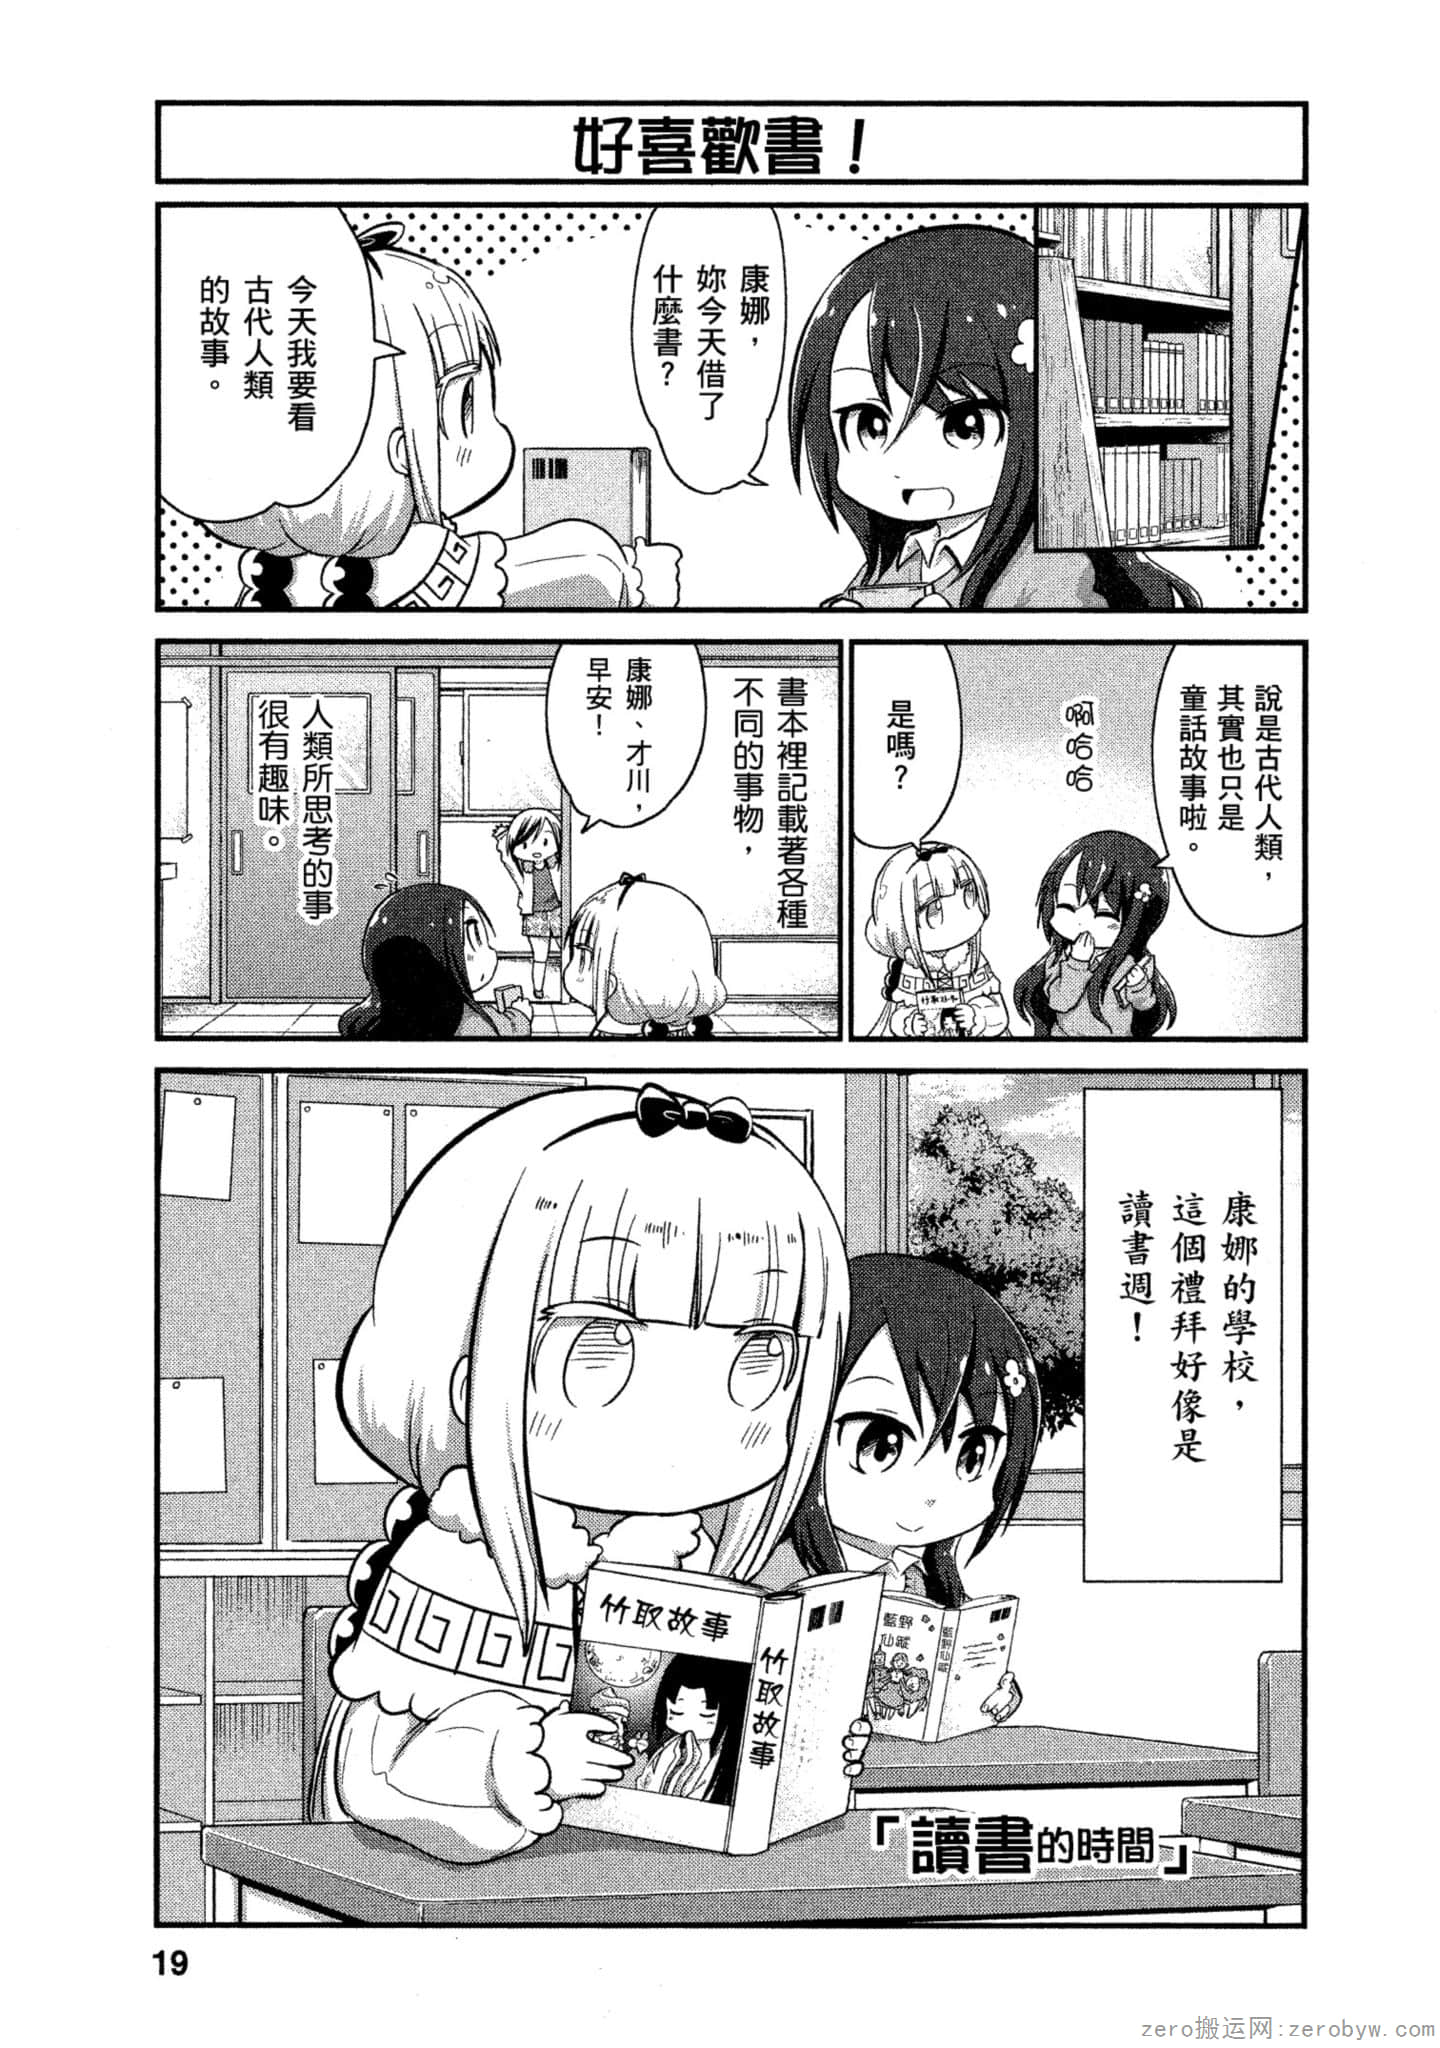 好喜歡書！
康娜，
妳今天借了
什麼書？
今天我要看
古代人類
的故事。
說是古代人類，
其實也只是
童話故事啦。
啊哈哈
是嗎？
竹取故事
書本裡記載著各種
不同的事物，
康娜、才川，
早安！
人類所思考的事
很有趣味。
康娜的學校，
這個禮拜好像是
讀書週！
竹取故事
竹取故事
藍野
仙蹤
藍野仙蹤
「讀書的時間」
19
zero搬运网:zerobyw.com